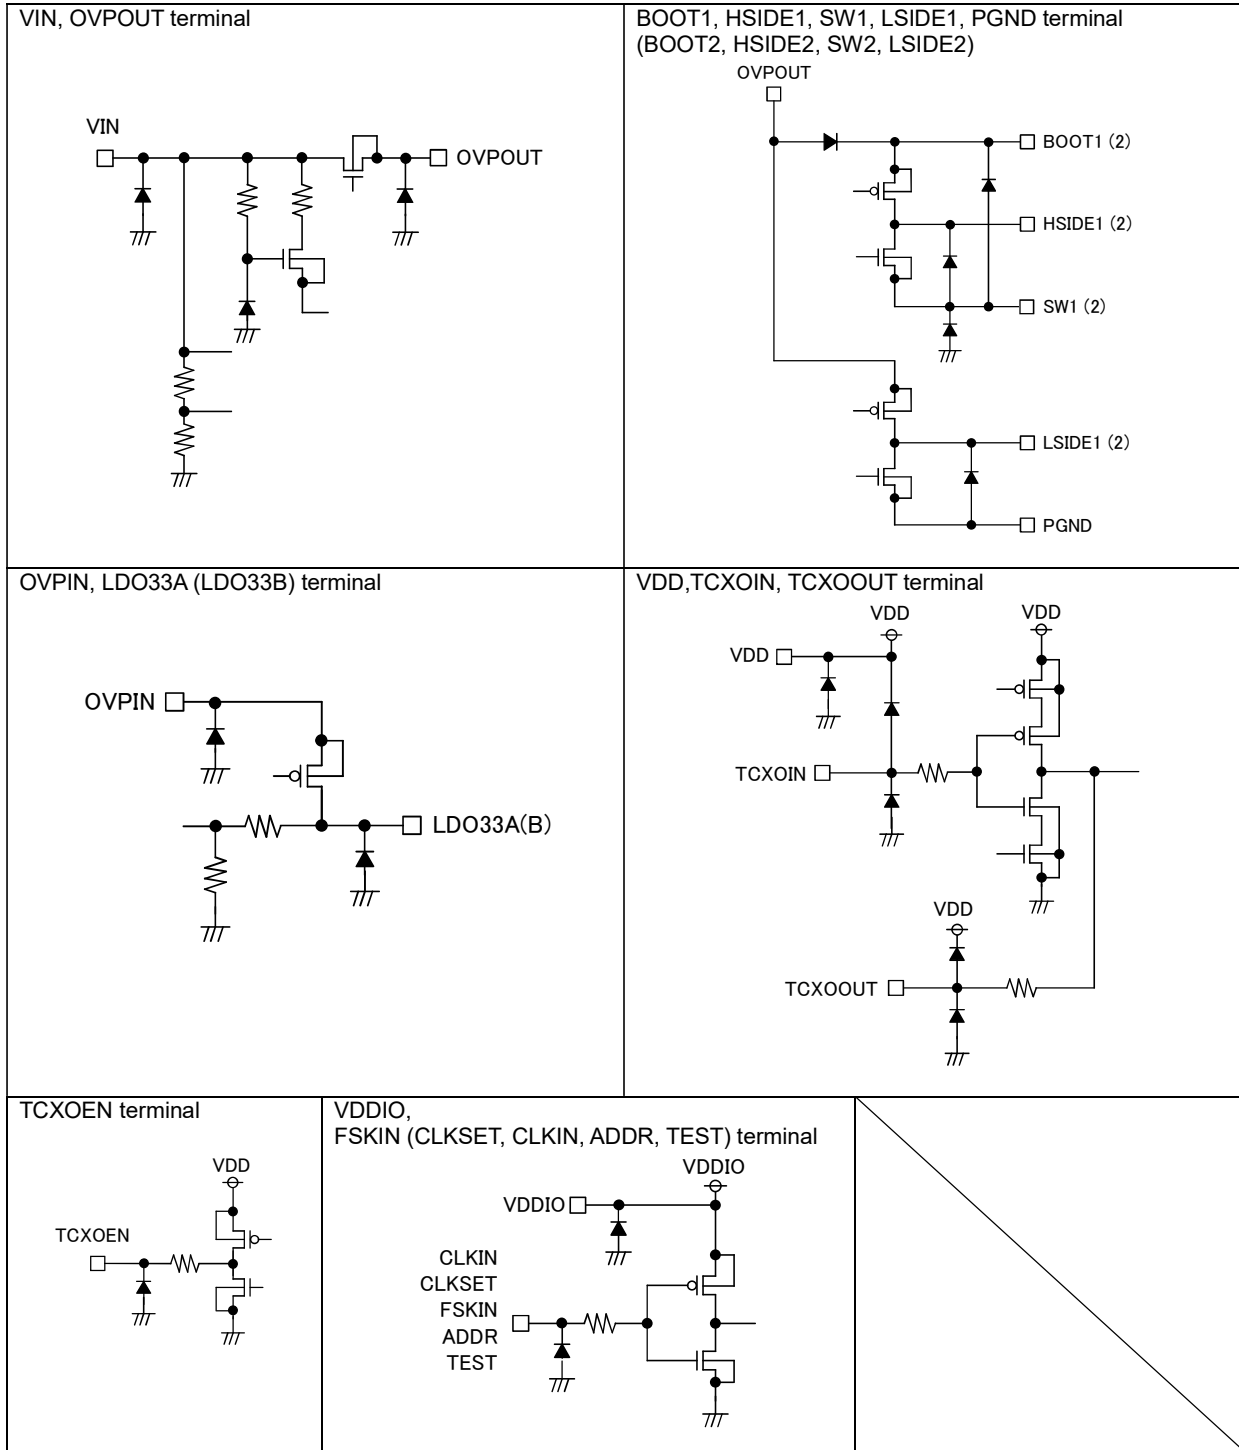 VIN, OVPOUT terminal
VIN
OVPOUT
BOOT1, HSIDE1, SW1, LSIDE1, PGND terminal
(BOOT2, HSIDE2, SW2, LSIDE2)
OVPOUT
BOOT1 (2)
HSIDE1 (2)
SW1 (2)
LSIDE1 (2)
PGND
OVPIN, LDO33A (LDO33B) terminal
OVPIN
LDO33A(B)
VDD,TCXOIN, TCXOOUT terminal
VDD
VDD
VDD
TCXOIN
VDD
TCXOOUT
TCXOEN terminal
VDD
TCXOEN
VDDIO,
FSKIN (CLKSET, CLKIN, ADDR, TEST) terminal
VDDIO
VDDIO
CLKIN
CLKSET
FSKIN
ADDR
TEST